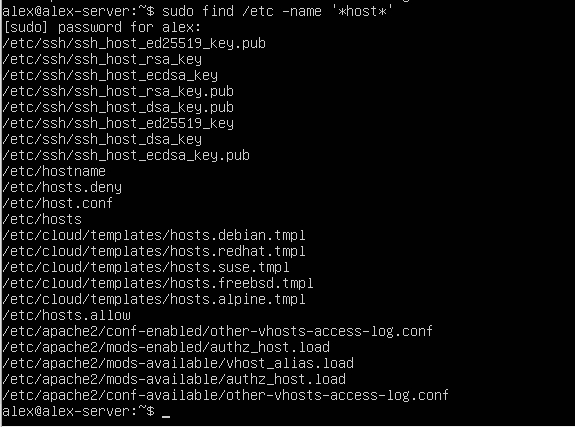 alex@alex-server:~$ sudo find /etc -name '*host*'
[sudo] password for alex:
/etc/ssh/ssh_host_ed25519_key.pub
/etc/ssh/ssh_host_rsa_key
/etc/ssh/ssh_host_ecdsa_key
/etc/ssh/ssh_host_rsa_key.pub
/etc/ssh/ssh_host_dsa_key.pub
/etc/ssh/ssh_host_ed25519_key
/etc/ssh/ssh_host_dsa_key
/etc/ssh/ssh_host_ecdsa_key.pub
/etc/hostname
/etc/hosts.deny
/etc/host.conf
/etc/hosts
/etc/cloud/templates/hosts.debian.tmpl
/etc/cloud/templates/hosts.redhat.tmpl
/etc/cloud/templates/hosts.suse.tmpl
/etc/cloud/templates/hosts.freebsd.tmpl
/etc/cloud/templates/hosts.alpine.tmpl
/etc/hosts.allow
/etc/apache2/conf-enabled/other-vhosts-access-log.conf
/etc/apache2/mods-enabled/authz_host.load
/etc/apache2/mods-available/vhost_alias.load
/etc/apache2/mods-available/authz_host.load
/etc/apache2/conf-available/other-vhosts-access-log.conf
alex@alex-server:~$ _